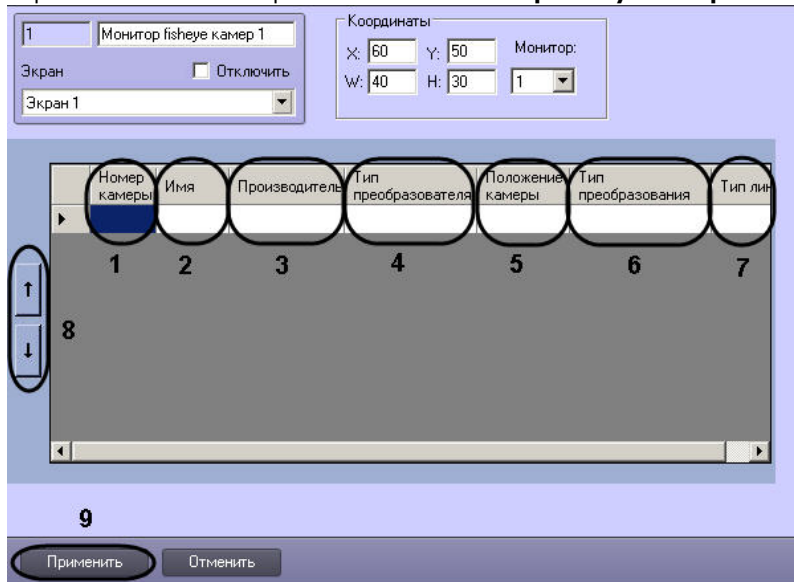 1 Монитор fisheye камер 1
Экран Отключить
Экран 1
Координаты
X: 60 Y: 50 Монитор:
W: 40 H: 30 1
Номер камеры Имя Производитель Тип преобразователя Положение камеры Тип преобразования Тип лин
1 2 3 4 5 6 7
8
9
Применить Отменить